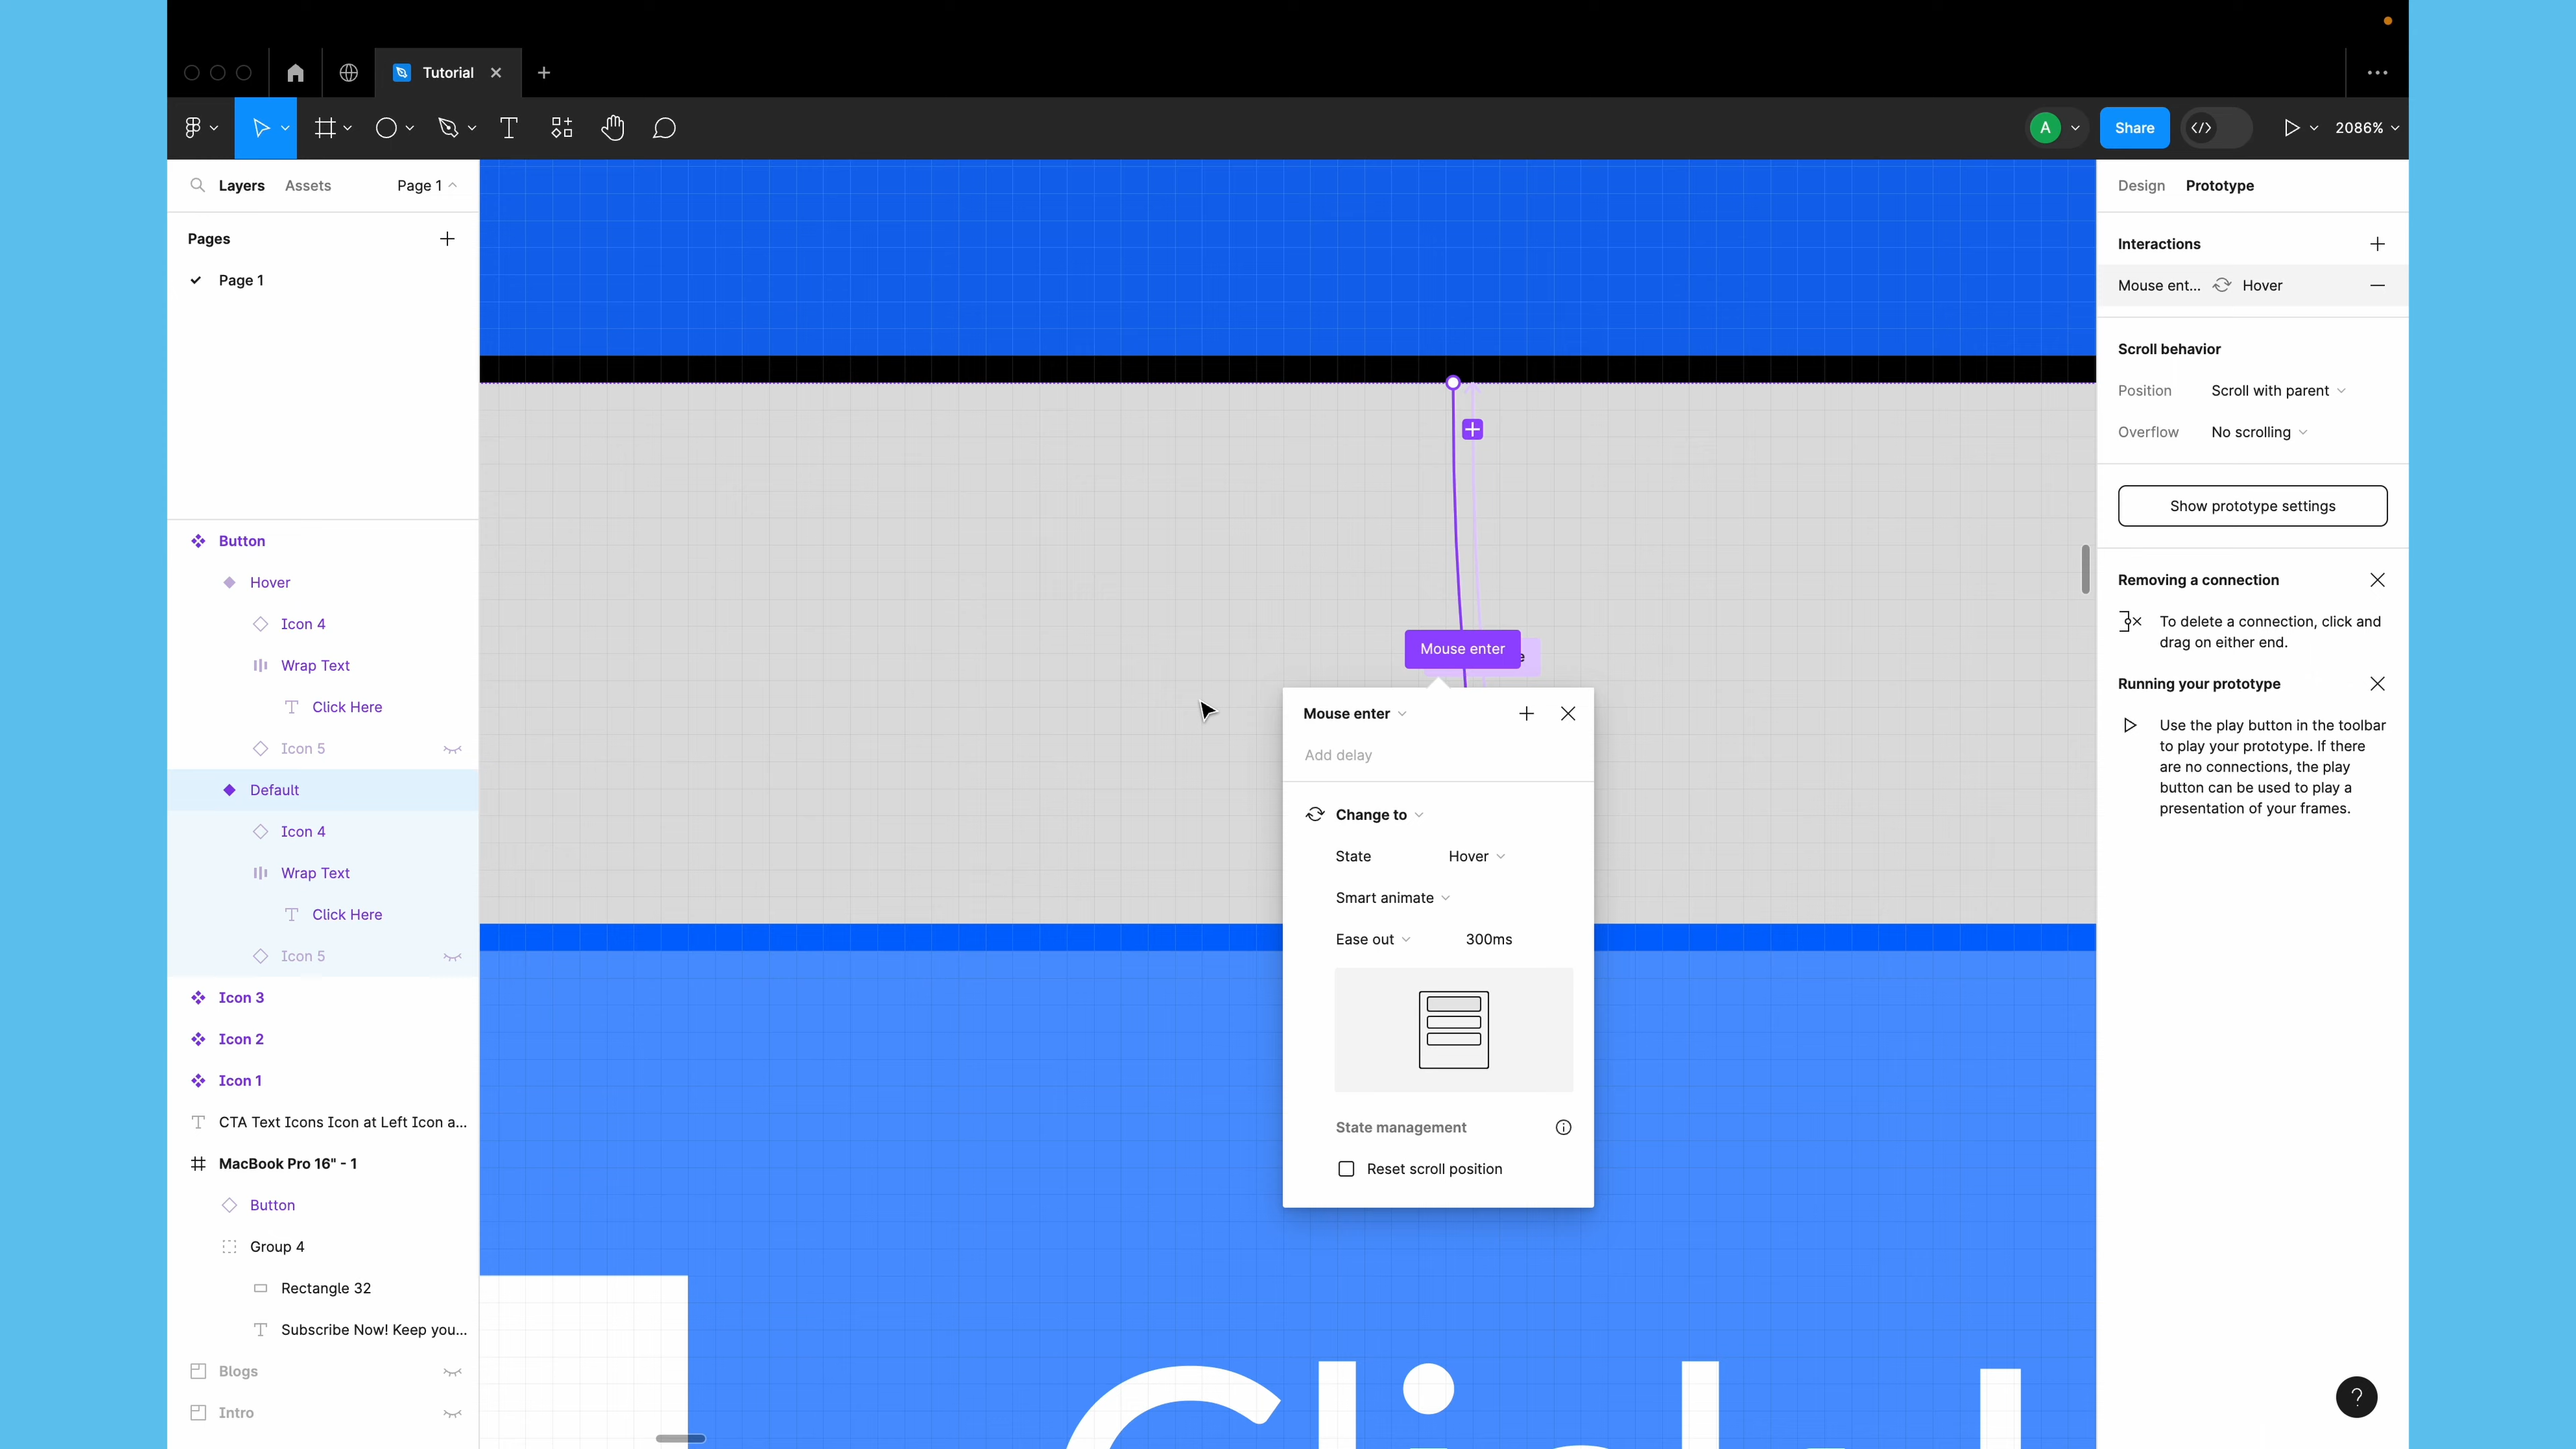 Tutorial
A
Share
2086%
Layers Assets Page 1
Pages
Page 1
Button
Hover
Icon 4
Wrap Text
Click Here
Icon 5
Default
Icon 4
Wrap Text
Click Here
Icon 5
Icon 3
Icon 2
Icon 1
CTA Text Icons Icon at Left Icon a...
MacBook Pro 16" - 1
Button
Group 4
Rectangle 32
Subscribe Now! Keep you...
Blogs
Intro
Mouse enter
Mouse enter
Add delay
Change to
State Hover
Smart animate
Ease out 300ms
State management
Reset scroll position
Design Prototype
Interactions
Mouse ent... Hover
Scroll behavior
Position Scroll with parent
Overflow No scrolling
Show prototype settings
Removing a connection
To delete a connection, click and
drag on either end.
Running your prototype
Use the play button in the toolbar
to play your prototype. If there
are no connections, the play
button can be used to play a
presentation of your frames.
?